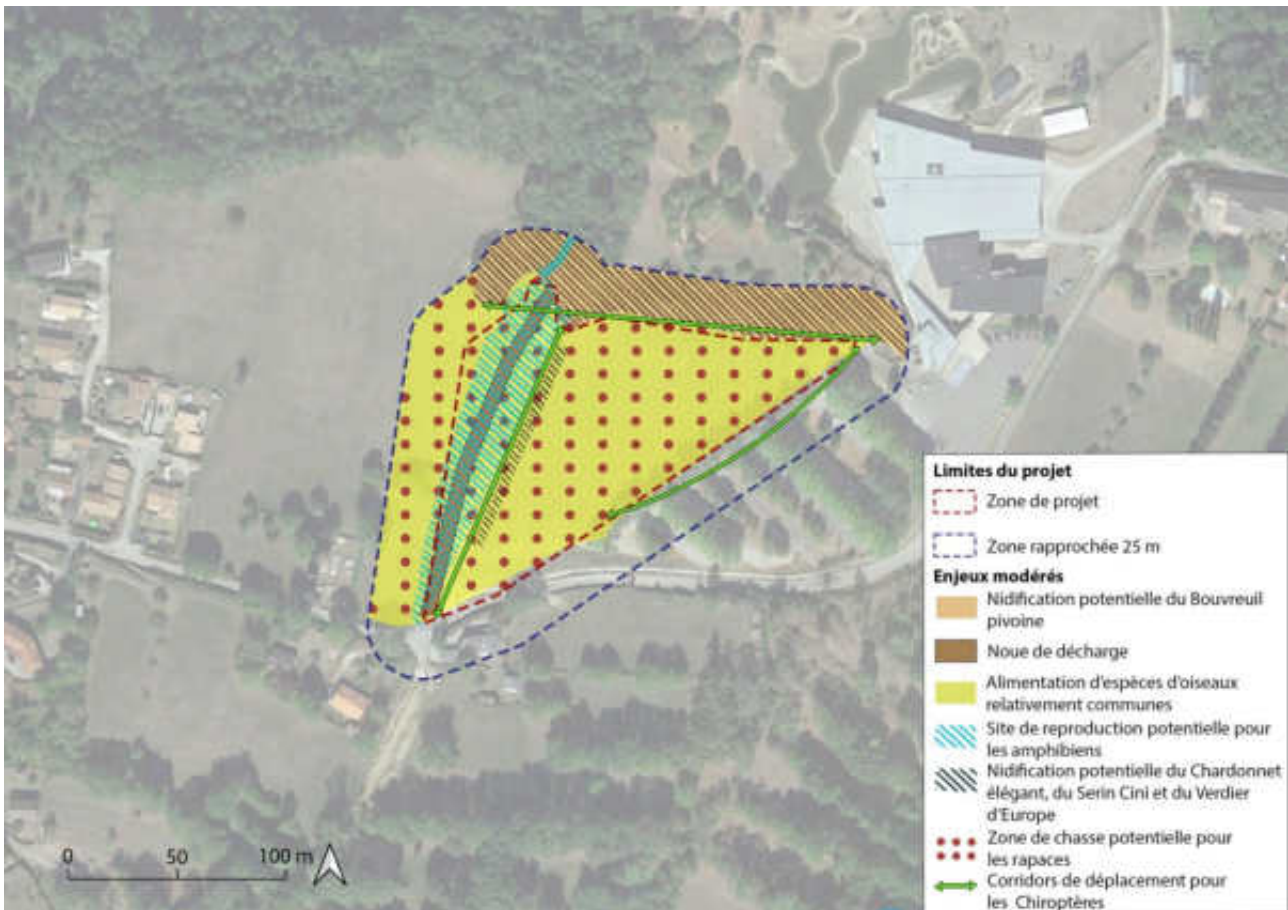 Limites du projet
Zone de projet
Zone rapprochée 25 m
Enjeux modérés
Nidification potentielle du Bouvreuil
pivoine
Noue de décharge
Alimentation d'espèces d'oiseaux
relativement communes
Site de reproduction potentielle pour
les amphibiens
Nidification potentielle du Chardonnet
élégant, du Serin Cini et du Verdier
d'Europe
Zone de chasse potentielle pour
les rapaces
Corridors de déplacement pour
les Chiroptères
0 50 100 m